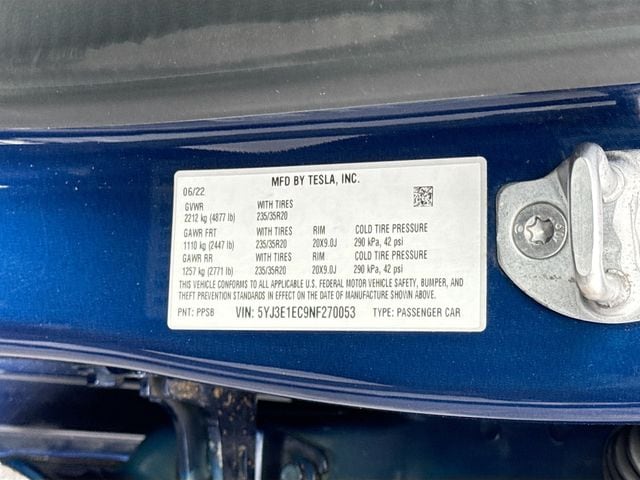 MFD BY TESLA, INC.
06/22
GVWR WITH TIRES
2212 kg (4877 lb) 235/35R20
GAWR FRT WITH TIRES RIM COLD TIRE PRESSURE
1110 kg (2447 lb) 235/35R20 20X9.0J 290 kPa, 42 psi
GAWR RR WITH TIRES RIM COLD TIRE PRESSURE
1257 kg (2771 lb) 235/35R20 20X9.0J 290 kPa, 42 psi
THIS VEHICLE CONFORMS TO ALL APPLICABLE U.S. FEDERAL MOTOR VEHICLE SAFETY, BUMPER, AND
THEFT PREVENTION STANDARDS IN EFFECT ON THE DATE OF MANUFACTURE SHOWN ABOVE.
PNT: PPSB VIN: 5YJ3E1EC9NF270053 TYPE: PASSENGER CAR